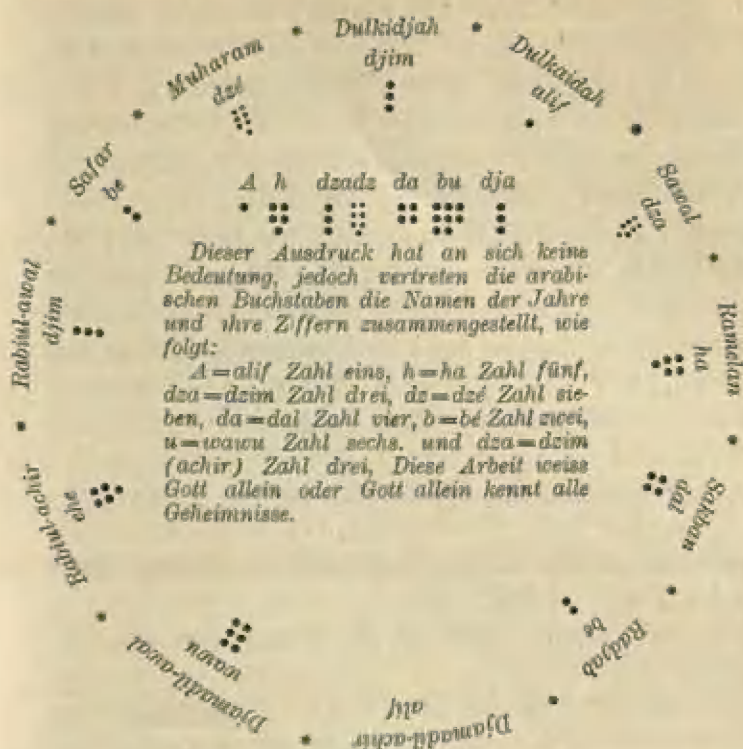 Dulkidjah
djim
Dulkaidah
alif
Sawal
dza
Ramelan
ha
Sakban
dal
Radjab
be
Djamadil-achir
alif
Djamadil-awal
wawu
Rabiul-achir
ehe
Rabiul-awal
djim
Safar
be
Muharam
dzé
A h dzadz da bu dja
Dieser Ausdruck hat an sich keine
Bedeutung, jedoch vertreten die arabi-
schen Buchstaben die Namen der Jahre
und ihre Ziffern zusammengestellt, wie
folgt:
A=alif Zahl eins, h=ha Zahl fünf,
dza=dzim Zahl drei, dz=dzé Zahl sie-
ben, da=dal Zahl vier, b=bé Zahl zwei,
u=wawu Zahl sechs. und dza=dzim
(achir) Zahl drei, Diese Arbeit weiss
Gott allein oder Gott allein kennt alle
Geheimnisse.